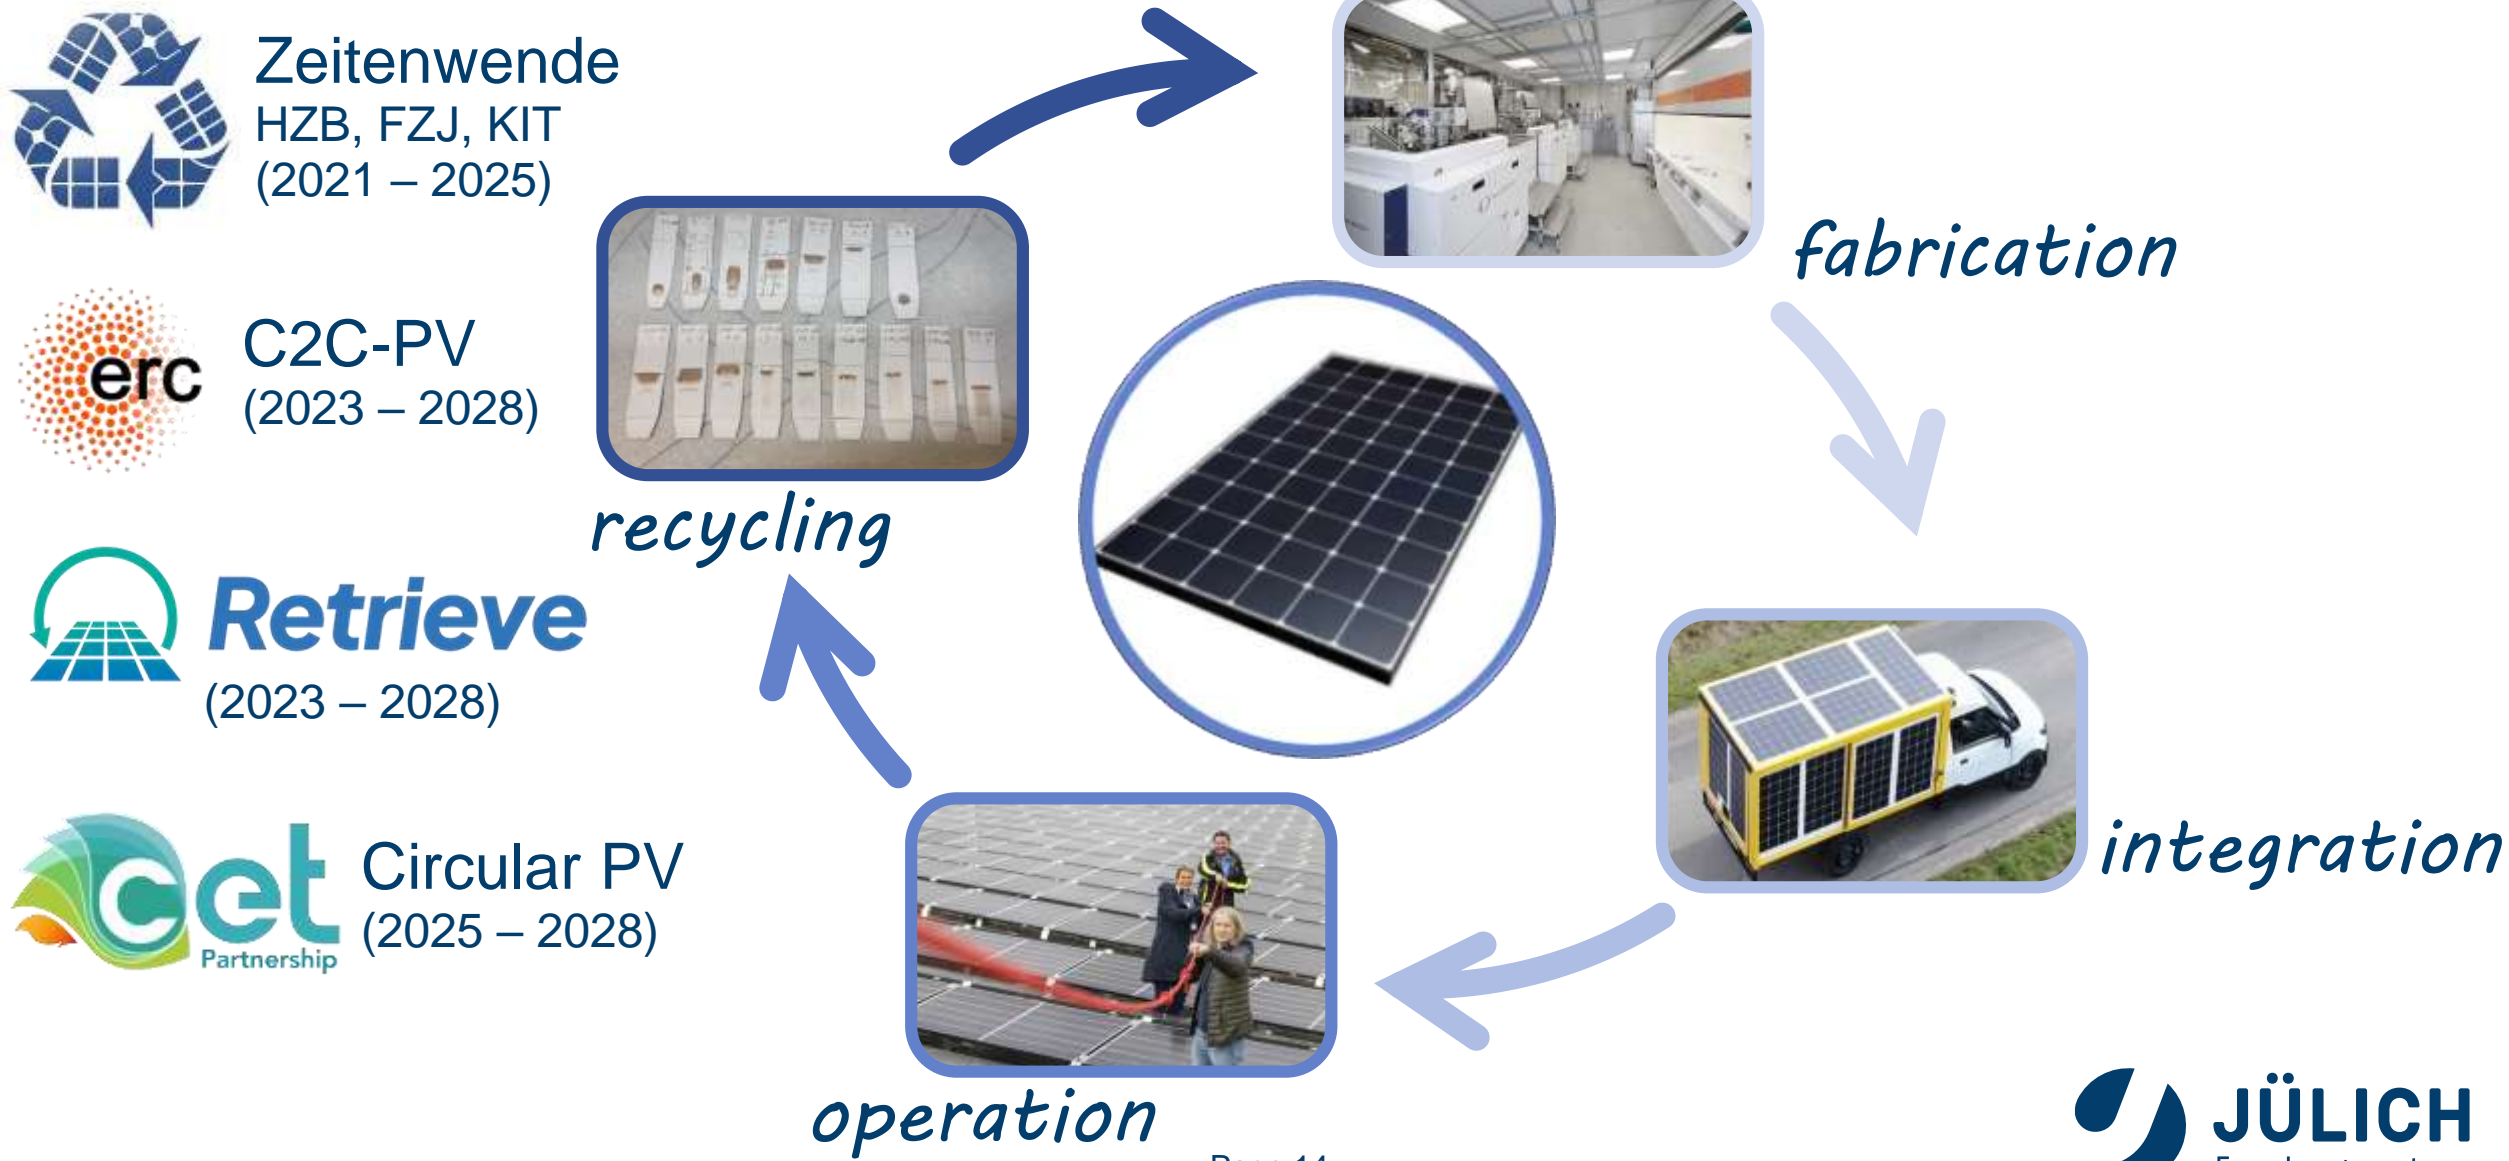 Zeitenwende
HZB, FZJ, KIT
(2021 – 2025)
erc
C2C-PV
(2023 – 2028)
Retrieve
(2023 – 2028)
cet
Partnership
Circular PV
(2025 – 2028)
fabrication
recycling
integration
operation
JÜLICH